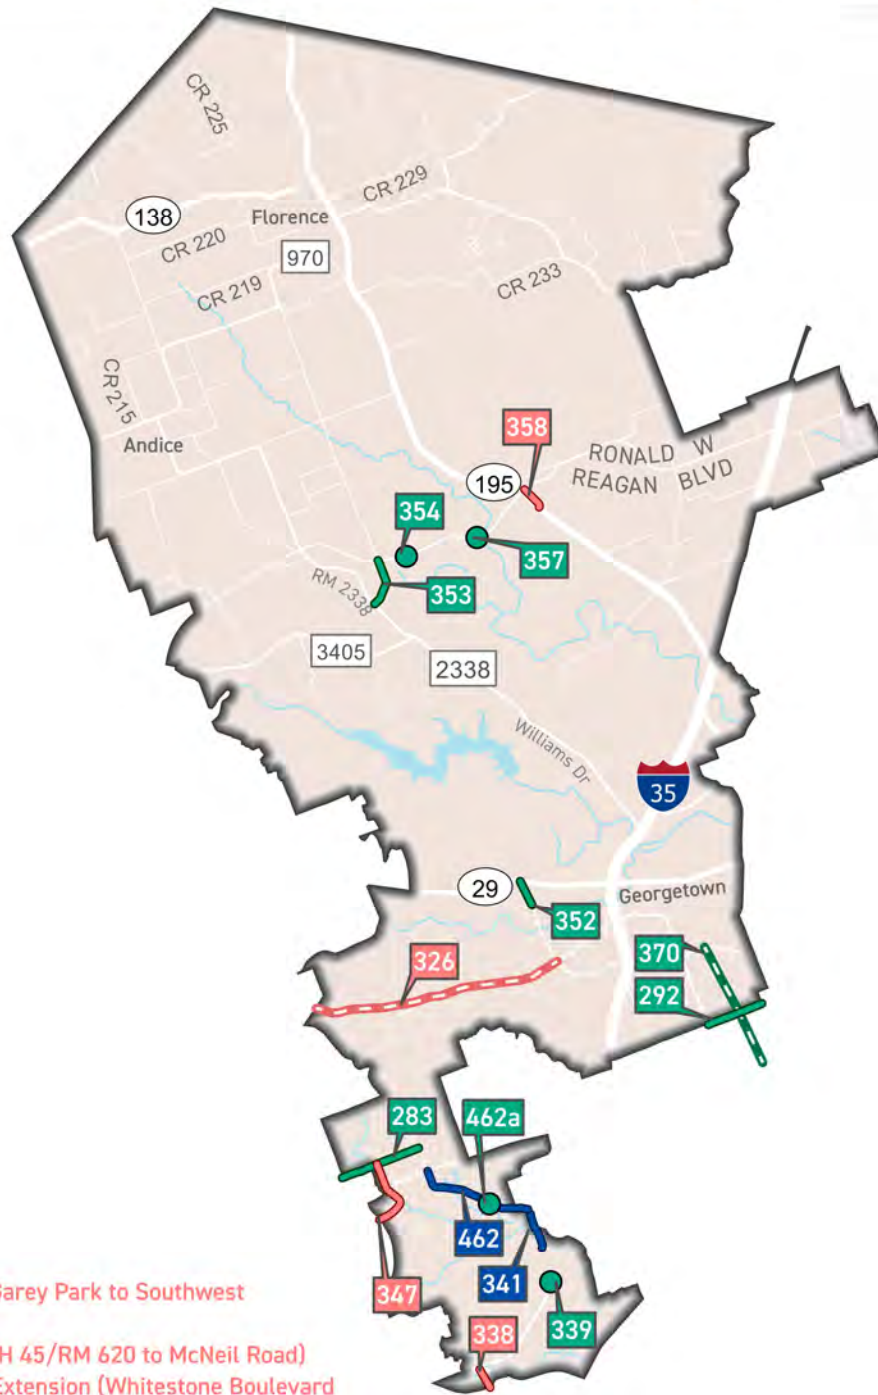 CR 225
138
Florence
CR 229
CR 220
970
CR 219
CR 233
CR 215
Andice
358
RONALD W
REAGAN BLVD
195
354
357
353
RM 2338
3405
2338
Williams Dr
35
29
Georgetown
352
370
326
292
283
462a
462
341
347
339
338
Garey Park to Southwest
H 45/RM 620 to McNeil Road)
Extension (Whitestone Boulevard